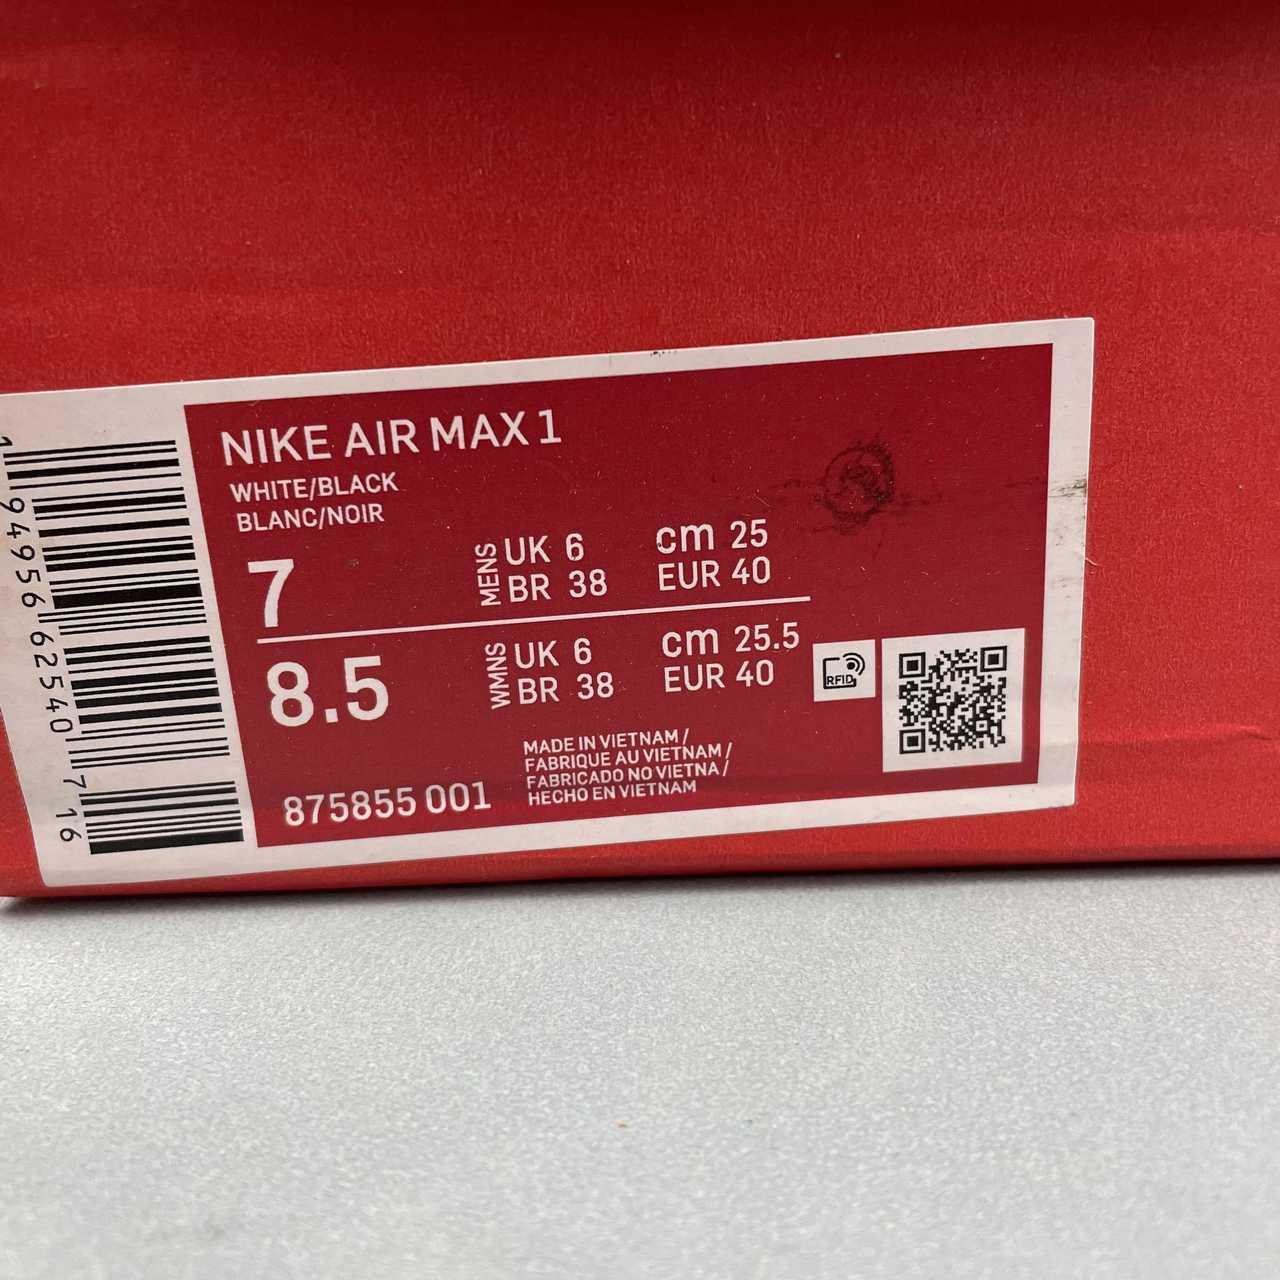 NIKE AIR MAX 1
WHITE/BLACK
BLANC/NOIR
7
MENS
UK 6
BR 38
cm 25
EUR 40
8.5
WMNS
UK 6
BR 38
cm 25.5
EUR 40
RFID
MADE IN VIETNAM /
FABRIQUE AU VIETNAM /
FABRICADO NO VIETNA /
HECHO EN VIETNAM
875855 001
1 94956 62540 7 16